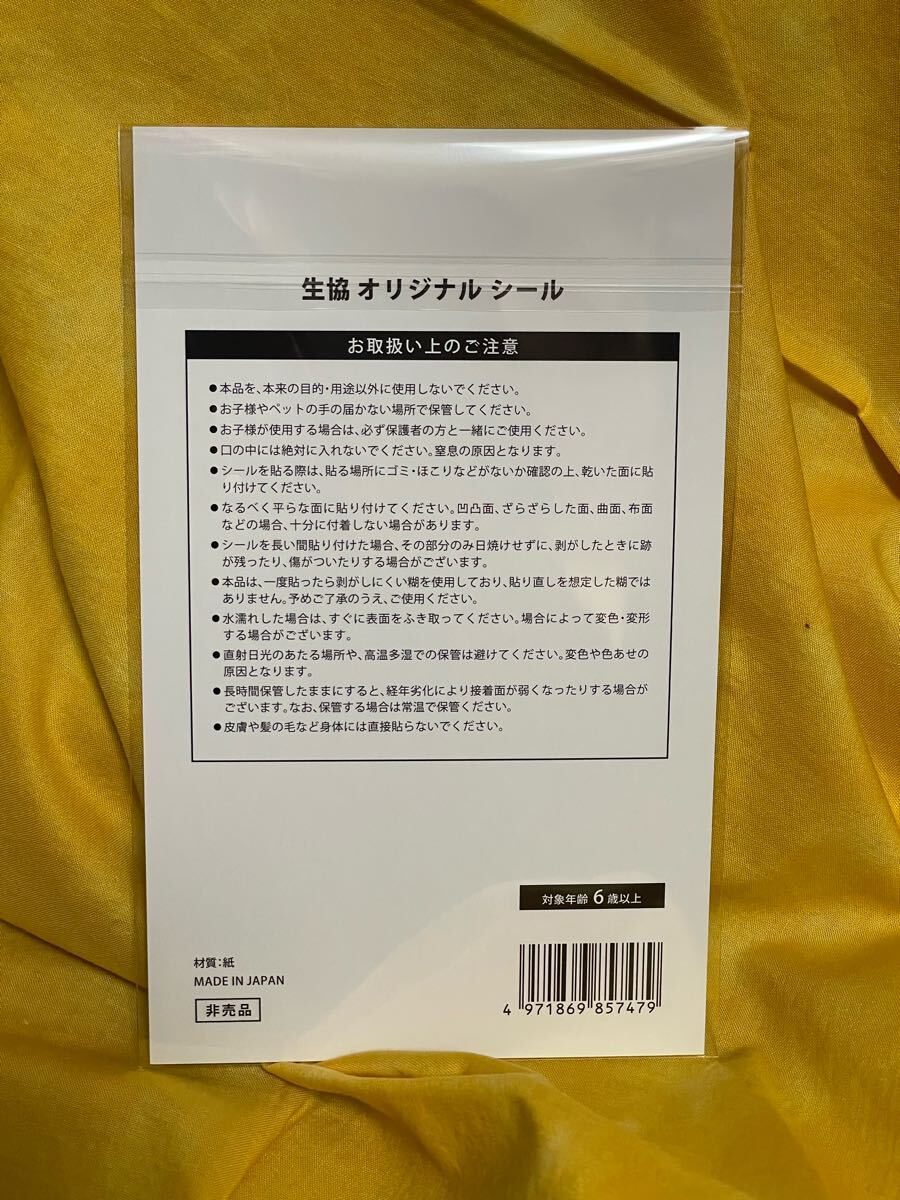 生協 オリジナル シール
お取扱い上のご注意
●本品を、本来の目的・用途以外に使用しないでください。
●お子様やペットの手の届かない場所で保管してください。
●お子様が使用する場合は、必ず保護者の方と一緒にご使用ください。
●口の中には絶対に入れないでください。窒息の原因となります。
●シールを貼る際は、貼る場所にゴミ・ほこりなどがないか確認の上、乾いた面に貼
り付けてください。
●なるべく平らな面に貼り付けてください。凹凸面、ざらざらした面、曲面、布面
などの場合、十分に付着しない場合があります。
●シールを長い間貼り付けた場合、その部分のみ日焼けせずに、剥がしたときに跡
が残ったり、傷がついたりする場合がございます。
●本品は、一度貼ったら剥がしにくい糊を使用しており、貼り直しを想定した糊では
ありません。予めご了承のうえ、ご使用ください。
●水濡れした場合は、すぐに表面をふき取ってください。場合によって変色・変形
する場合がございます。
●直射日光のあたる場所や、高温多湿での保管は避けてください。変色や色あせの
原因となります。
●長時間保管したままにすると、経年劣化により接着面が弱くなったりする場合が
ございます。なお、保管する場合は常温で保管ください。
●皮膚や髪の毛など身体には直接貼らないでください。
対象年齢 6 歳以上
材質:紙
MADE IN JAPAN
非売品
4 971869 857479